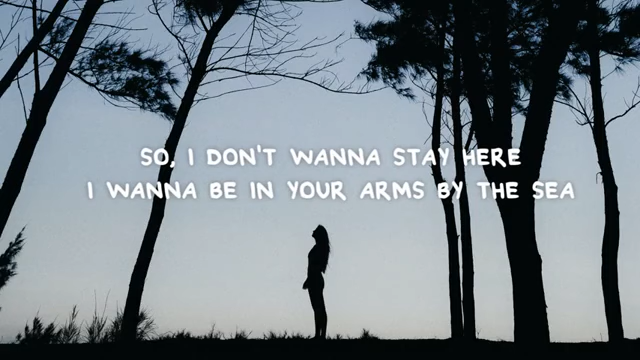 SO, I DON'T WANNA STAY HERE
I WANNA BE IN YOUR ARMS BY THE SEA